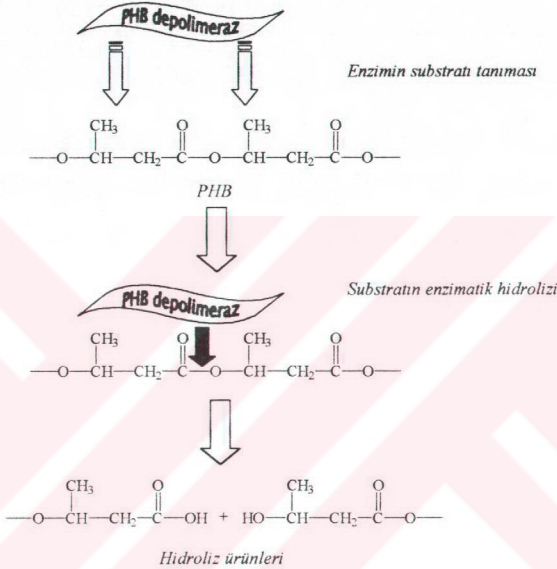 PHB depolimeraz
Enzimin substratı tanıması
CH3 O CH3 O
—O—CH—CH2—C—O—CH—CH2—C—O—
PHB
PHB depolimeraz
Substratın enzimatik hidrolizi
CH3 O CH3 O
—O—CH—CH2—C—O—CH—CH2—C—O—
CH3 O CH3 O
—O—CH—CH2—C—OH + HO—CH—CH2—C—O—
Hidroliz ürünleri